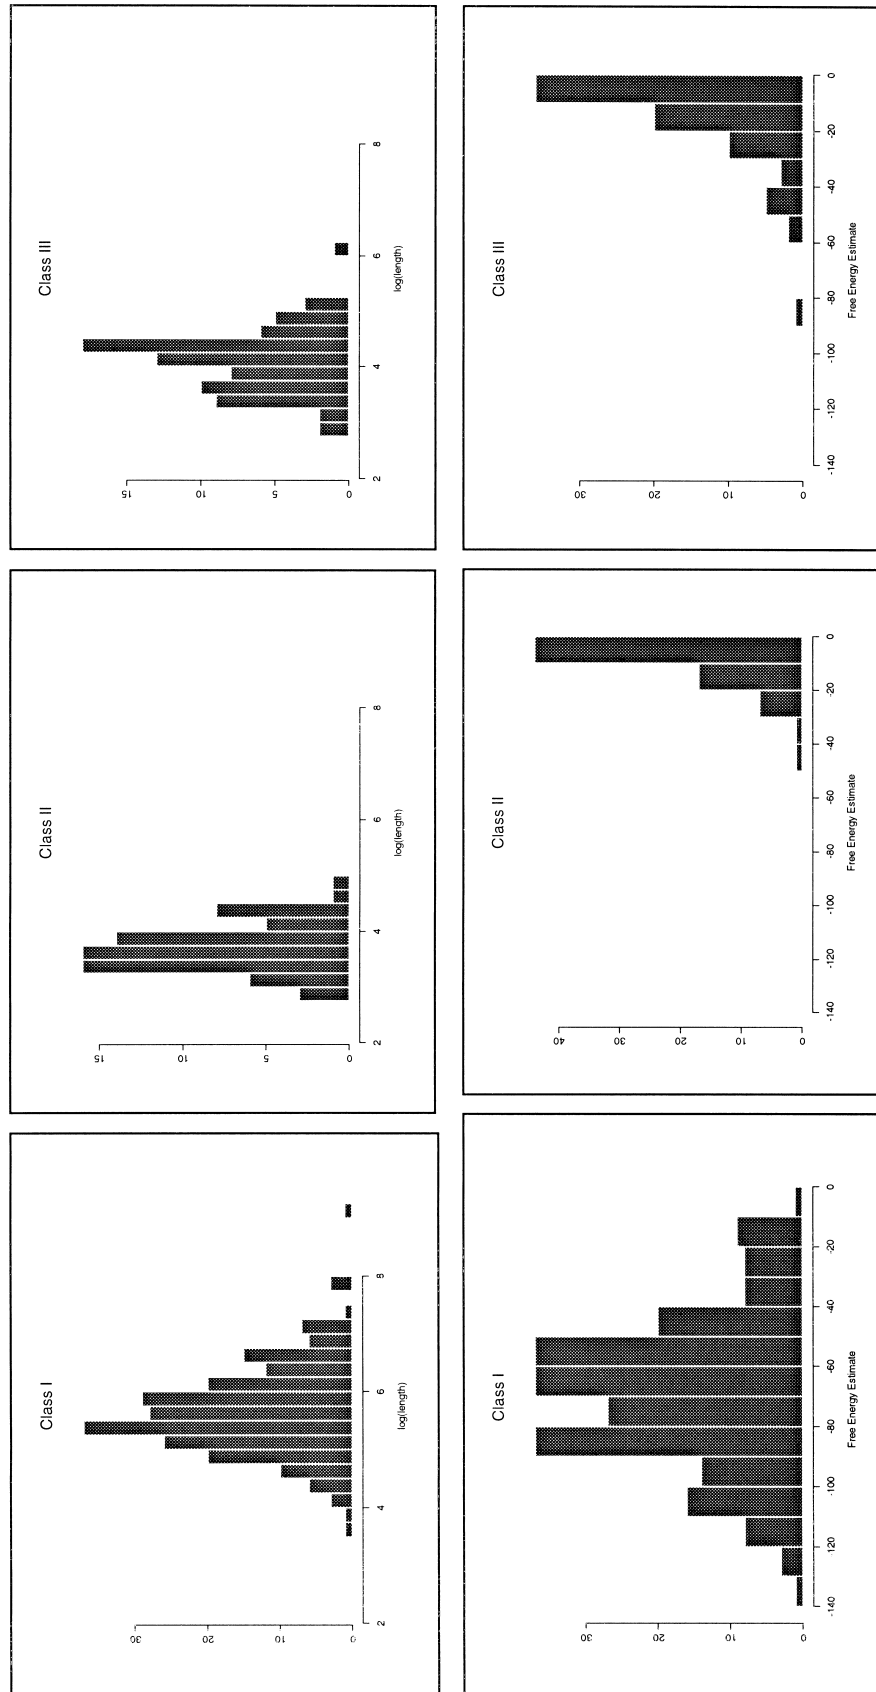 Class I
0 10 20 30
2 4 6 8
log(length)
Class II
0 5 10 15
2 4 6 8
log(length)
Class III
0 5 10 15
2 4 6 8
log(length)
Class I
0 10 20 30
-140 -120 -100 -80 -60 -40 -20 0
Free Energy Estimate
Class II
0 10 20 30 40
-140 -120 -100 -80 -60 -40 -20 0
Free Energy Estimate
Class III
0 10 20 30
-140 -120 -100 -80 -60 -40 -20 0
Free Energy Estimate